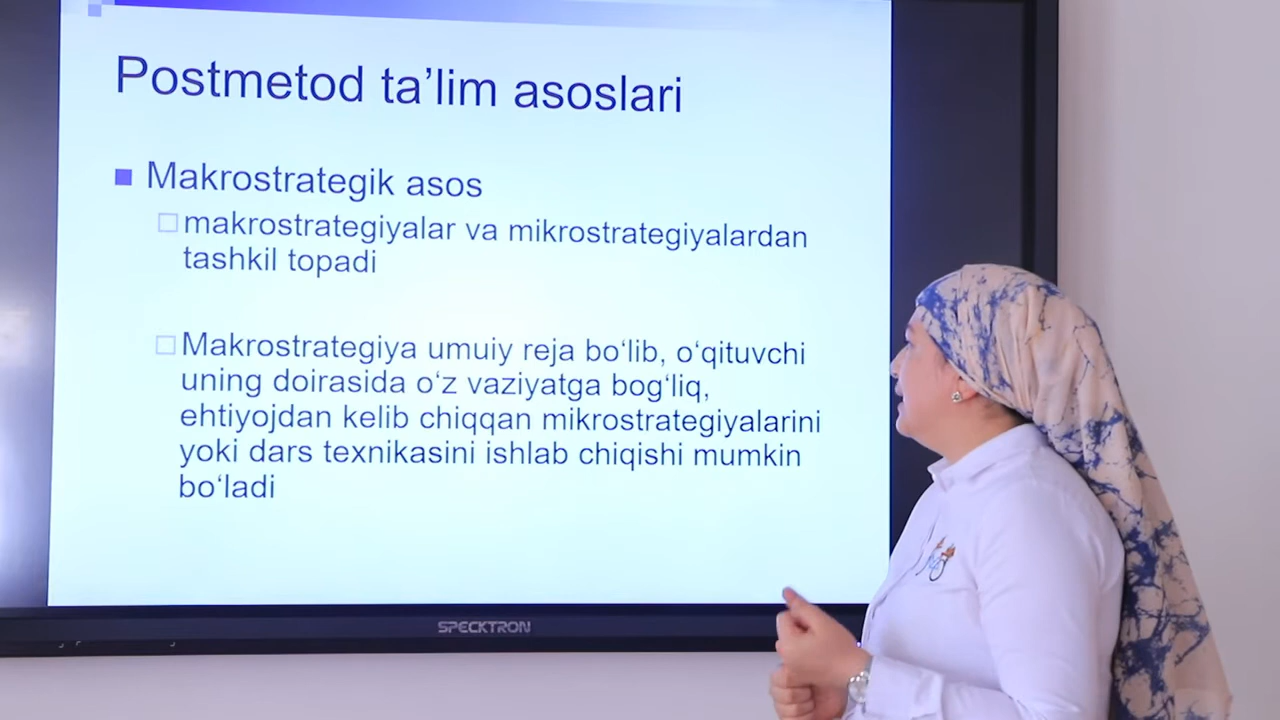 Postmetod ta’lim asoslari
Makrostrategik asos
makrostrategiyalar va mikrostrategiyalardan
tashkil topadi
Makrostrategiya umuiy reja bo‘lib, o‘qituvchi
uning doirasida o‘z vaziyatga bog‘liq,
ehtiyojdan kelib chiqqan mikrostrategiyalarini
yoki dars texnikasini ishlab chiqishi mumkin
bo‘ladi
SPECKTRON